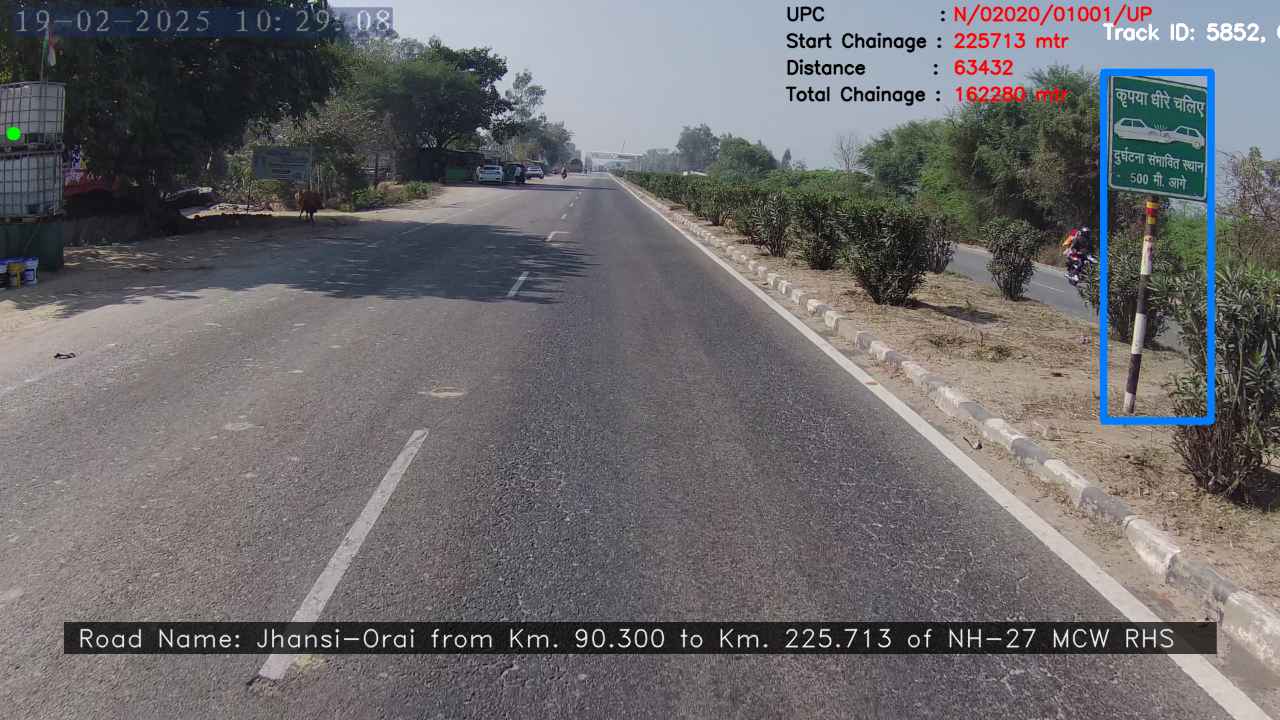 19-02-2025 10:29:08
UPC : N/02020/01001/UP
Track ID: 5852,
Start Chainage : 225713 mtr
Distance : 63432
Total Chainage : 162280 mtr
कृपया धीरे चलिए
दुर्घटना संभावित स्थान
500 मी. आगे
Road Name: Jhansi-Orai from Km. 90.300 to Km. 225.713 of NH-27 MCW RHS